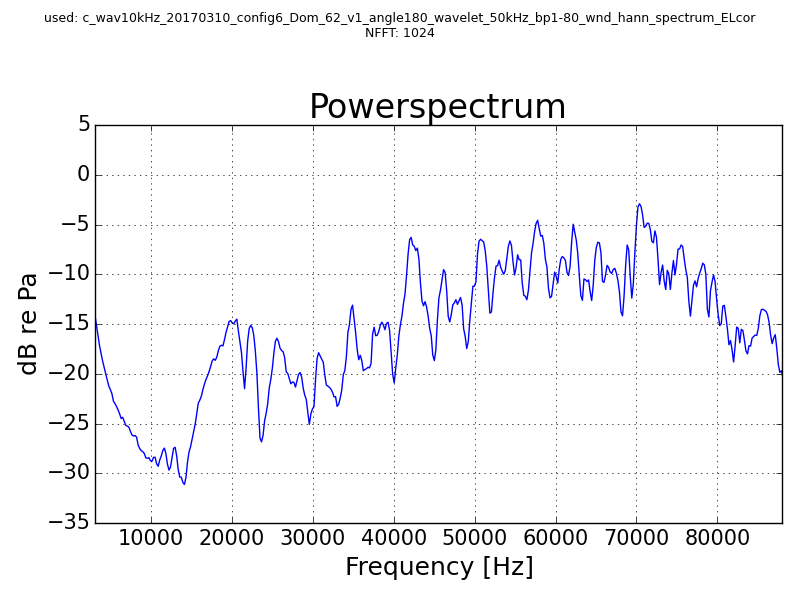 used: c_wav10kHz_20170310_config6_Dom_62_v1_angle180_wavelet_50kHz_bp1-80_wnd_hann_spectrum_ELcor
NFFT: 1024
Powerspectrum
dB re Pa
5
0
−5
−10
−15
−20
−25
−30
−35
10000 20000 30000 40000 50000 60000 70000 80000
Frequency [Hz]